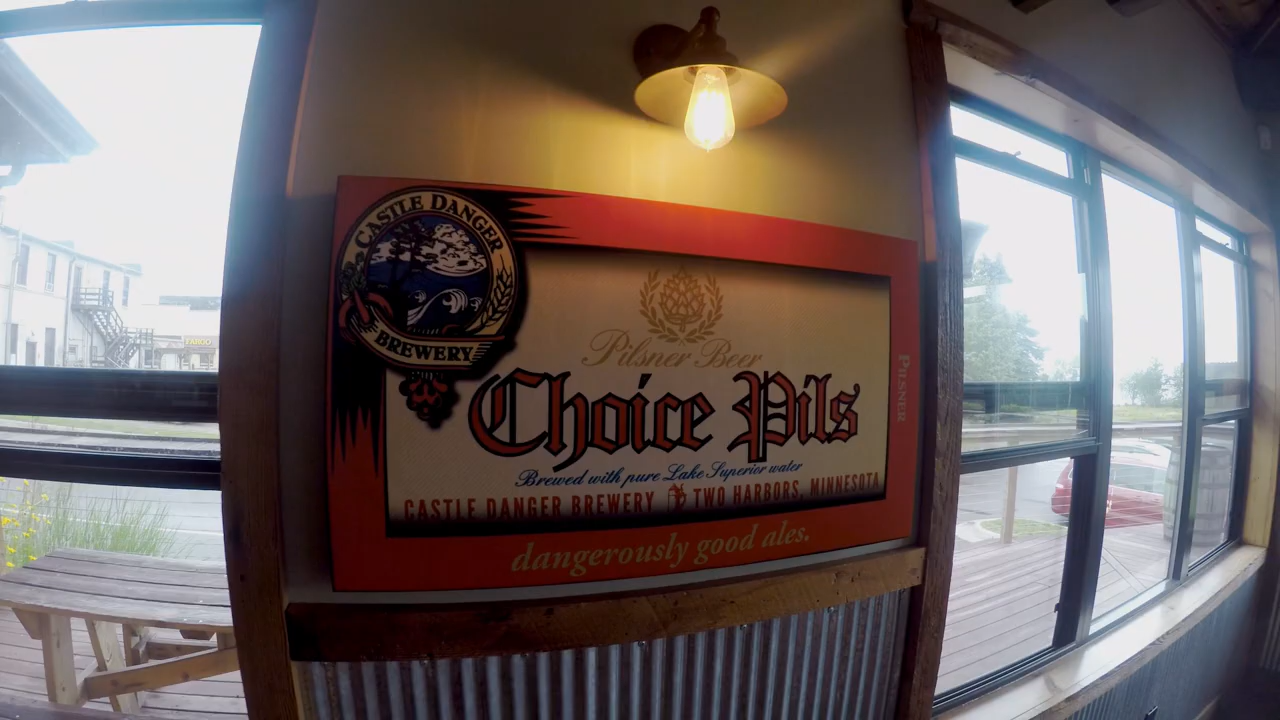 CASTLE DANGER
BREWERY
Pilsner Beer
Choice Pils
Brewed with pure Lake Superior water
CASTLE DANGER BREWERY TWO HARBORS, MINNESOTA
dangerously good ales.
PILSNER